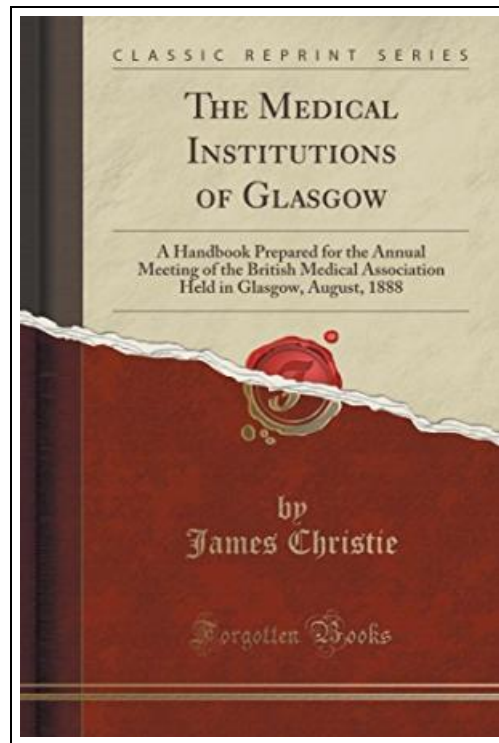 CLASSIC REPRINT SERIES
THE MEDICAL
INSTITUTIONS
OF GLASGOW
A Handbook Prepared for the Annual
Meeting of the British Medical Association
Held in Glasgow, August, 1888
by
James Christie
Forgotten Books